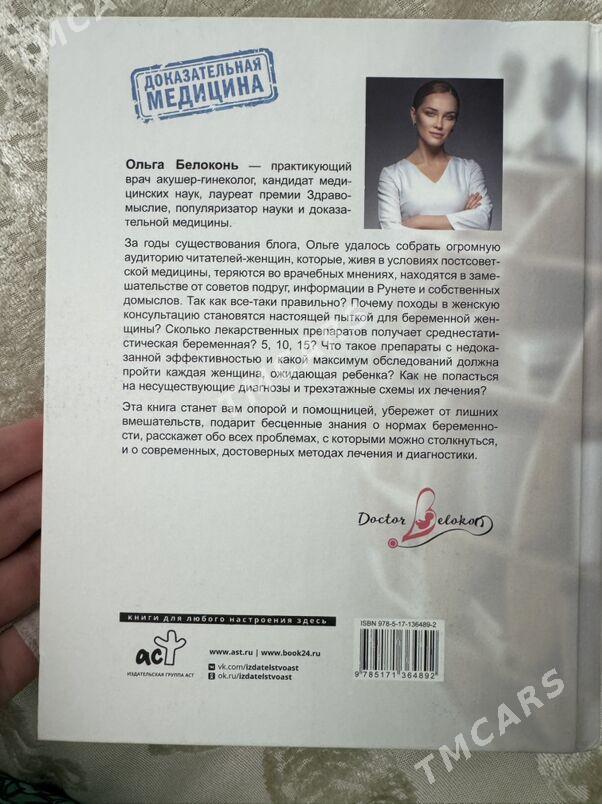 TMCARS
ДОКАЗАТЕЛЬНАЯ
МЕДИЦИНА
Ольга Белоконь — практикующий
врач акушер-гинеколог, кандидат меди-
цинских наук, лауреат премии Здраво-
мыслие, популяризатор науки и доказа-
тельной медицины.
За годы существования блога, Ольге удалось собрать огромную
аудиторию читателей-женщин, которые, живя в условиях постсовет-
ской медицины, теряются во врачебных мнениях, находятся в заме-
шательстве от советов подруг, информации в Рунете и собственных
домыслов. Так как все-таки правильно? Почему походы в женскую
консультацию становятся настоящей пыткой для беременной жен-
щины? Сколько лекарственных препаратов получает среднестати-
стическая беременная? 5, 10, 15? Что такое препараты с недока-
занной эффективностью и какой максимум обследований должна
пройти каждая женщина, ожидающая ребенка? Как не попасться
на несуществующие диагнозы и трехэтажные схемы их лечения?
Эта книга станет вам опорой и помощницей, убережет от лишних
вмешательств, подарит бесценные знания о нормах беременно-
сти, расскажет обо всех проблемах, с которыми можно столкнуться,
и о современных, достоверных методах лечения и диагностики.
Doctor Belokon
книги для любого настроения здесь
аст
ИЗДАТЕЛЬСКАЯ ГРУППА АСТ
www.ast.ru | www.book24.ru
vk.com/izdatelstvoast
ok.ru/izdatelstvoast
ISBN 978-5-17-136489-2
9 785171 364892
TMCARS